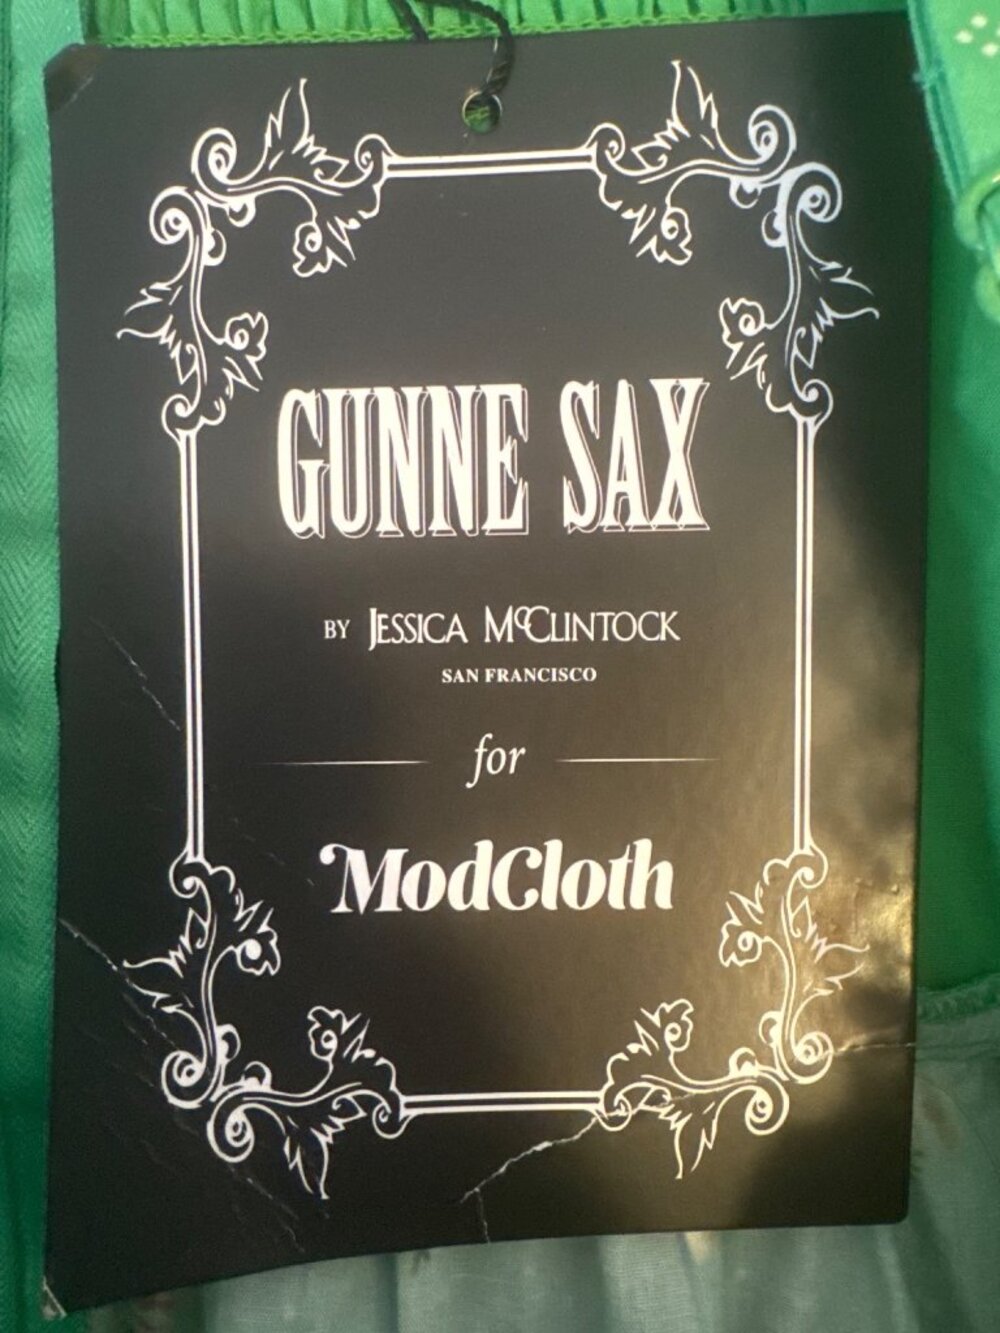 GUNNE SAX
BY JESSICA McCLINTOCK
SAN FRANCISCO
for
ModCloth